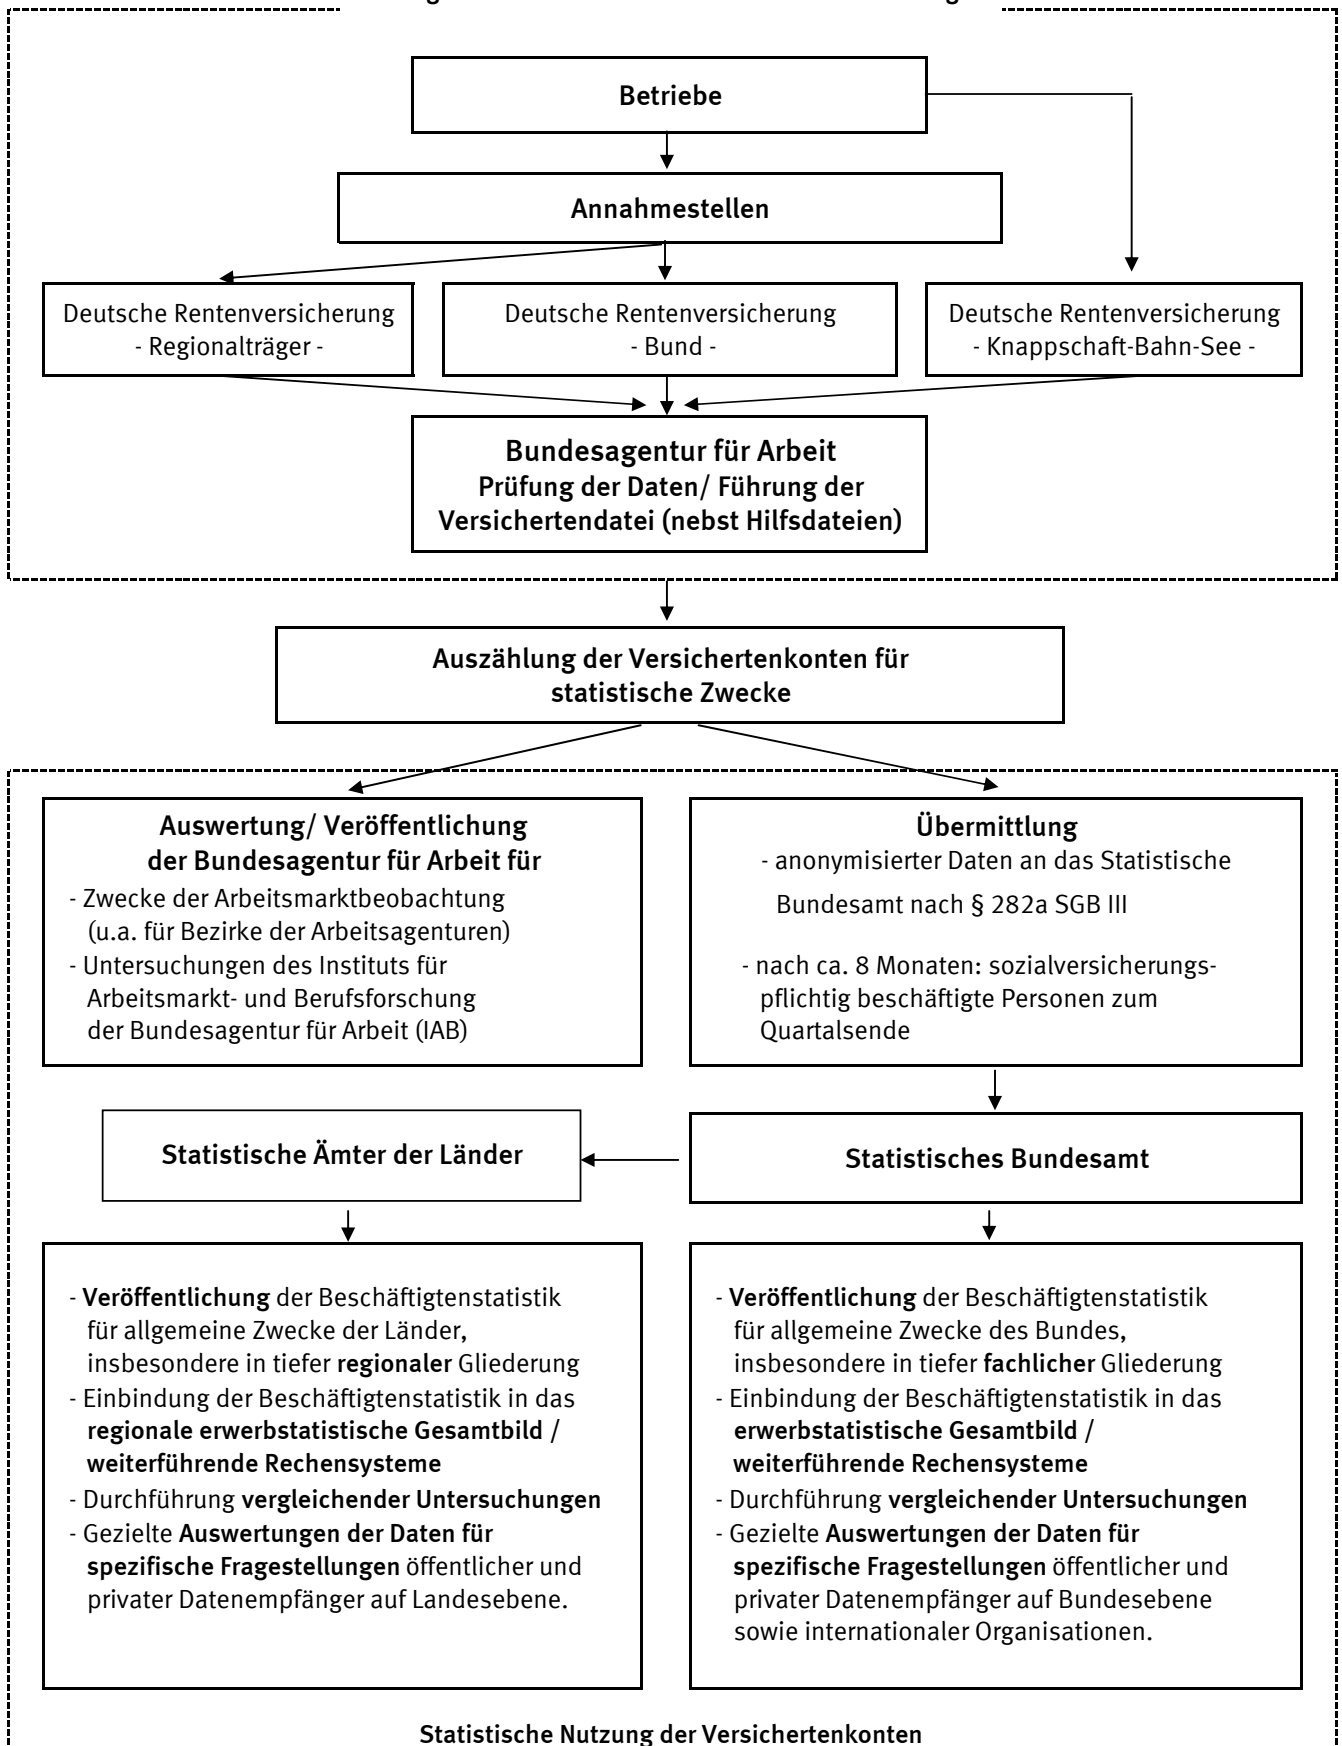 Betriebe
Annahmestellen
Deutsche Rentenversicherung
- Regionalträger -
Deutsche Rentenversicherung
- Bund -
Deutsche Rentenversicherung
- Knappschaft-Bahn-See -
Bundesagentur für Arbeit
Prüfung der Daten/ Führung der
Versichertendatei (nebst Hilfsdateien)
Auszählung der Versichertenkonten für
statistische Zwecke
Auswertung/ Veröffentlichung
der Bundesagentur für Arbeit für
- Zwecke der Arbeitsmarktbeobachtung
(u.a. für Bezirke der Arbeitsagenturen)
- Untersuchungen des Instituts für
Arbeitsmarkt- und Berufsforschung
der Bundesagentur für Arbeit (IAB)
Übermittlung
- anonymisierter Daten an das Statistische
Bundesamt nach § 282a SGB III
- nach ca. 8 Monaten: sozialversicherungs-
pflichtig beschäftigte Personen zum
Quartalsende
Statistische Ämter der Länder
Statistisches Bundesamt
- Veröffentlichung der Beschäftigtenstatistik
für allgemeine Zwecke der Länder,
insbesondere in tiefer regionaler Gliederung
- Einbindung der Beschäftigtenstatistik in das
regionale erwerbstatistische Gesamtbild /
weiterführende Rechensysteme
- Durchführung vergleichender Untersuchungen
- Gezielte Auswertungen der Daten für
spezifische Fragestellungen öffentlicher und
privater Datenempfänger auf Landesebene.
- Veröffentlichung der Beschäftigtenstatistik
für allgemeine Zwecke des Bundes,
insbesondere in tiefer fachlicher Gliederung
- Einbindung der Beschäftigtenstatistik in das
erwerbstatistische Gesamtbild /
weiterführende Rechensysteme
- Durchführung vergleichender Untersuchungen
- Gezielte Auswertungen der Daten für
spezifische Fragestellungen öffentlicher und
privater Datenempfänger auf Bundesebene
sowie internationaler Organisationen.
Statistische Nutzung der Versichertenkonten